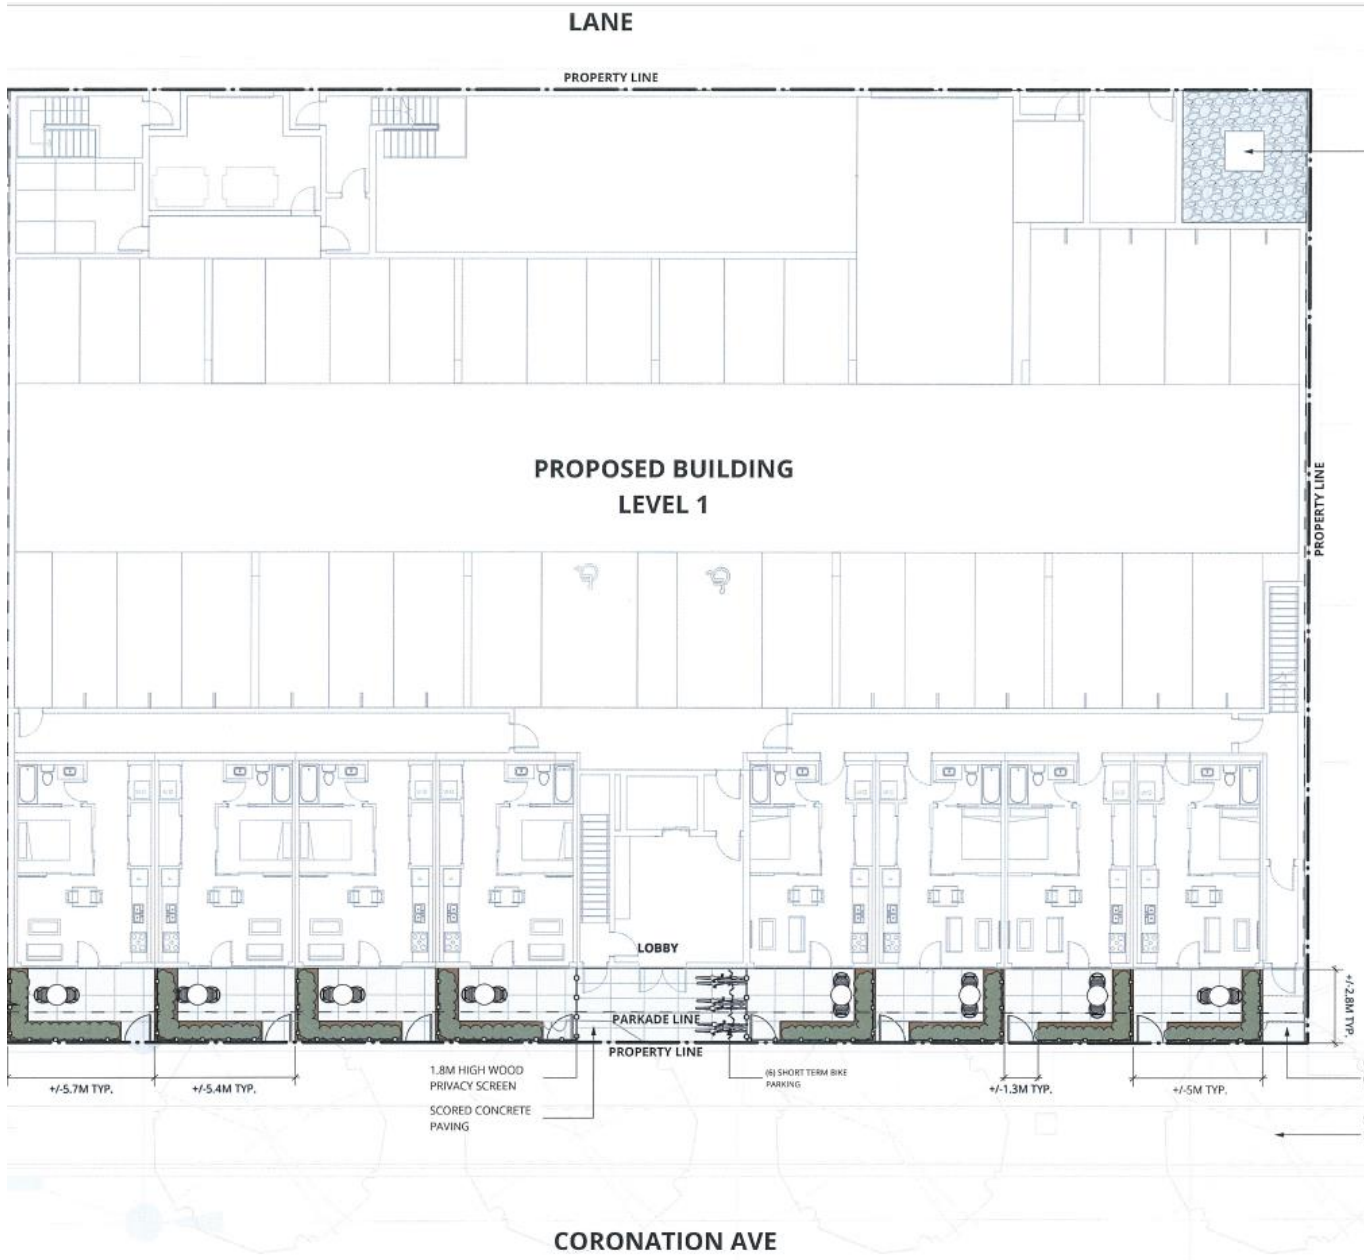 LANE
PROPERTY LINE
PROPOSED BUILDING
LEVEL 1
PROPERTY LINE
LOBBY
+/-2.8M TYP.
PARKADE LINE
PROPERTY LINE
1.8M HIGH WOOD
PRIVACY SCREEN
(6) SHORT TERM BIKE
PARKING
+/-5.7M TYP.
+/-5.4M TYP.
+/-1.3M TYP.
+/-5M TYP.
SCORED CONCRETE
PAVING
CORONATION AVE